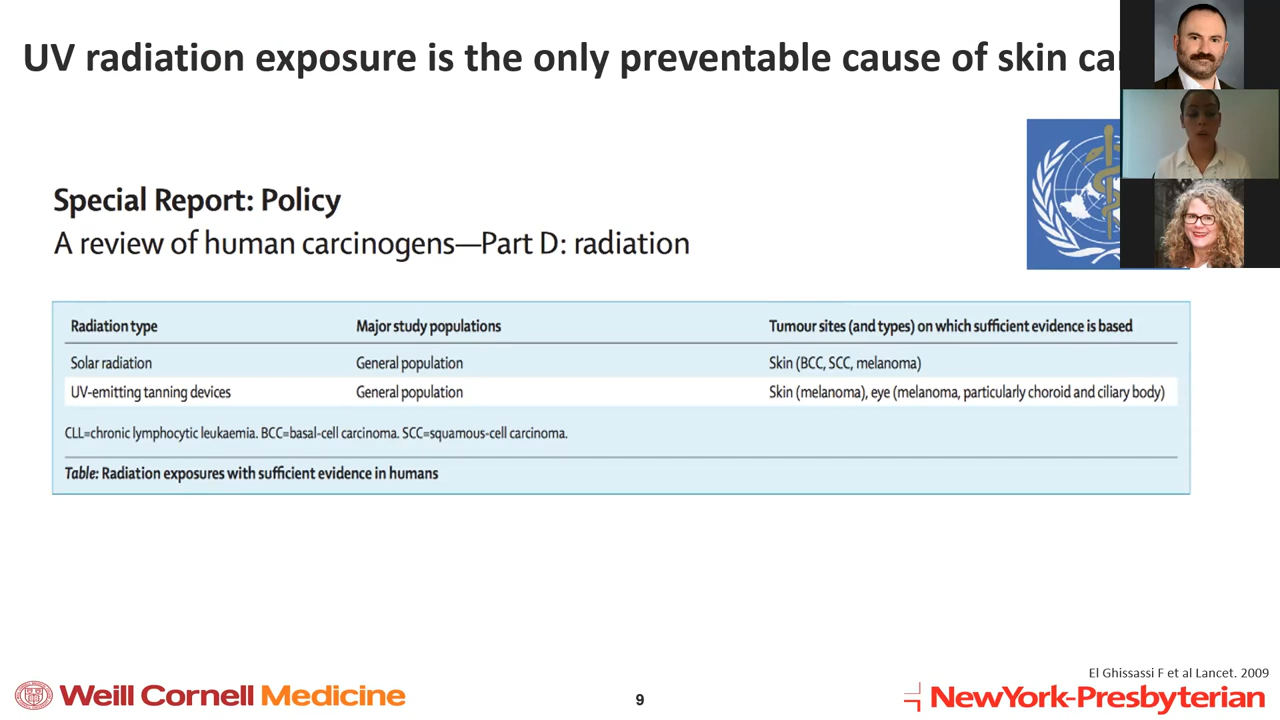 UV radiation exposure is the only preventable cause of skin
Special Report: Policy
A review of human carcinogens—Part D: radiation
Radiation type Major study populations Tumour sites (and types) on which sufficient evidence is based
Solar radiation General population Skin (BCC, SCC, melanoma)
UV-emitting tanning devices General population Skin (melanoma), eye (melanoma, particularly choroid and ciliary body)
CLL=chronic lymphocytic leukaemia. BCC=basal-cell carcinoma. SCC=squamous-cell carcinoma.
Table: Radiation exposures with sufficient evidence in humans
El Ghissassi F et al Lancet. 2009
Weill Cornell Medicine
9
NewYork-Presbyterian